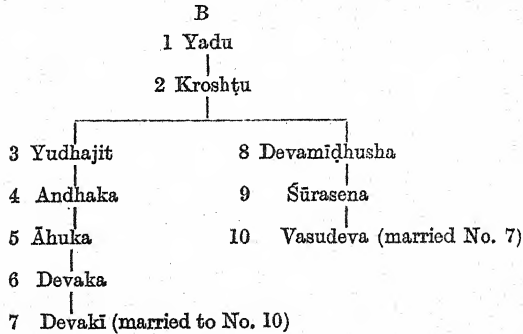 B
1 Yadu
2 Kroshṭu
3 Yudhajit 8 Devamīḍhusha
4 Andhaka 9 Śūrasena
5 Āhuka 10 Vasudeva (married No. 7)
6 Devaka
7 Devakī (married to No. 10)